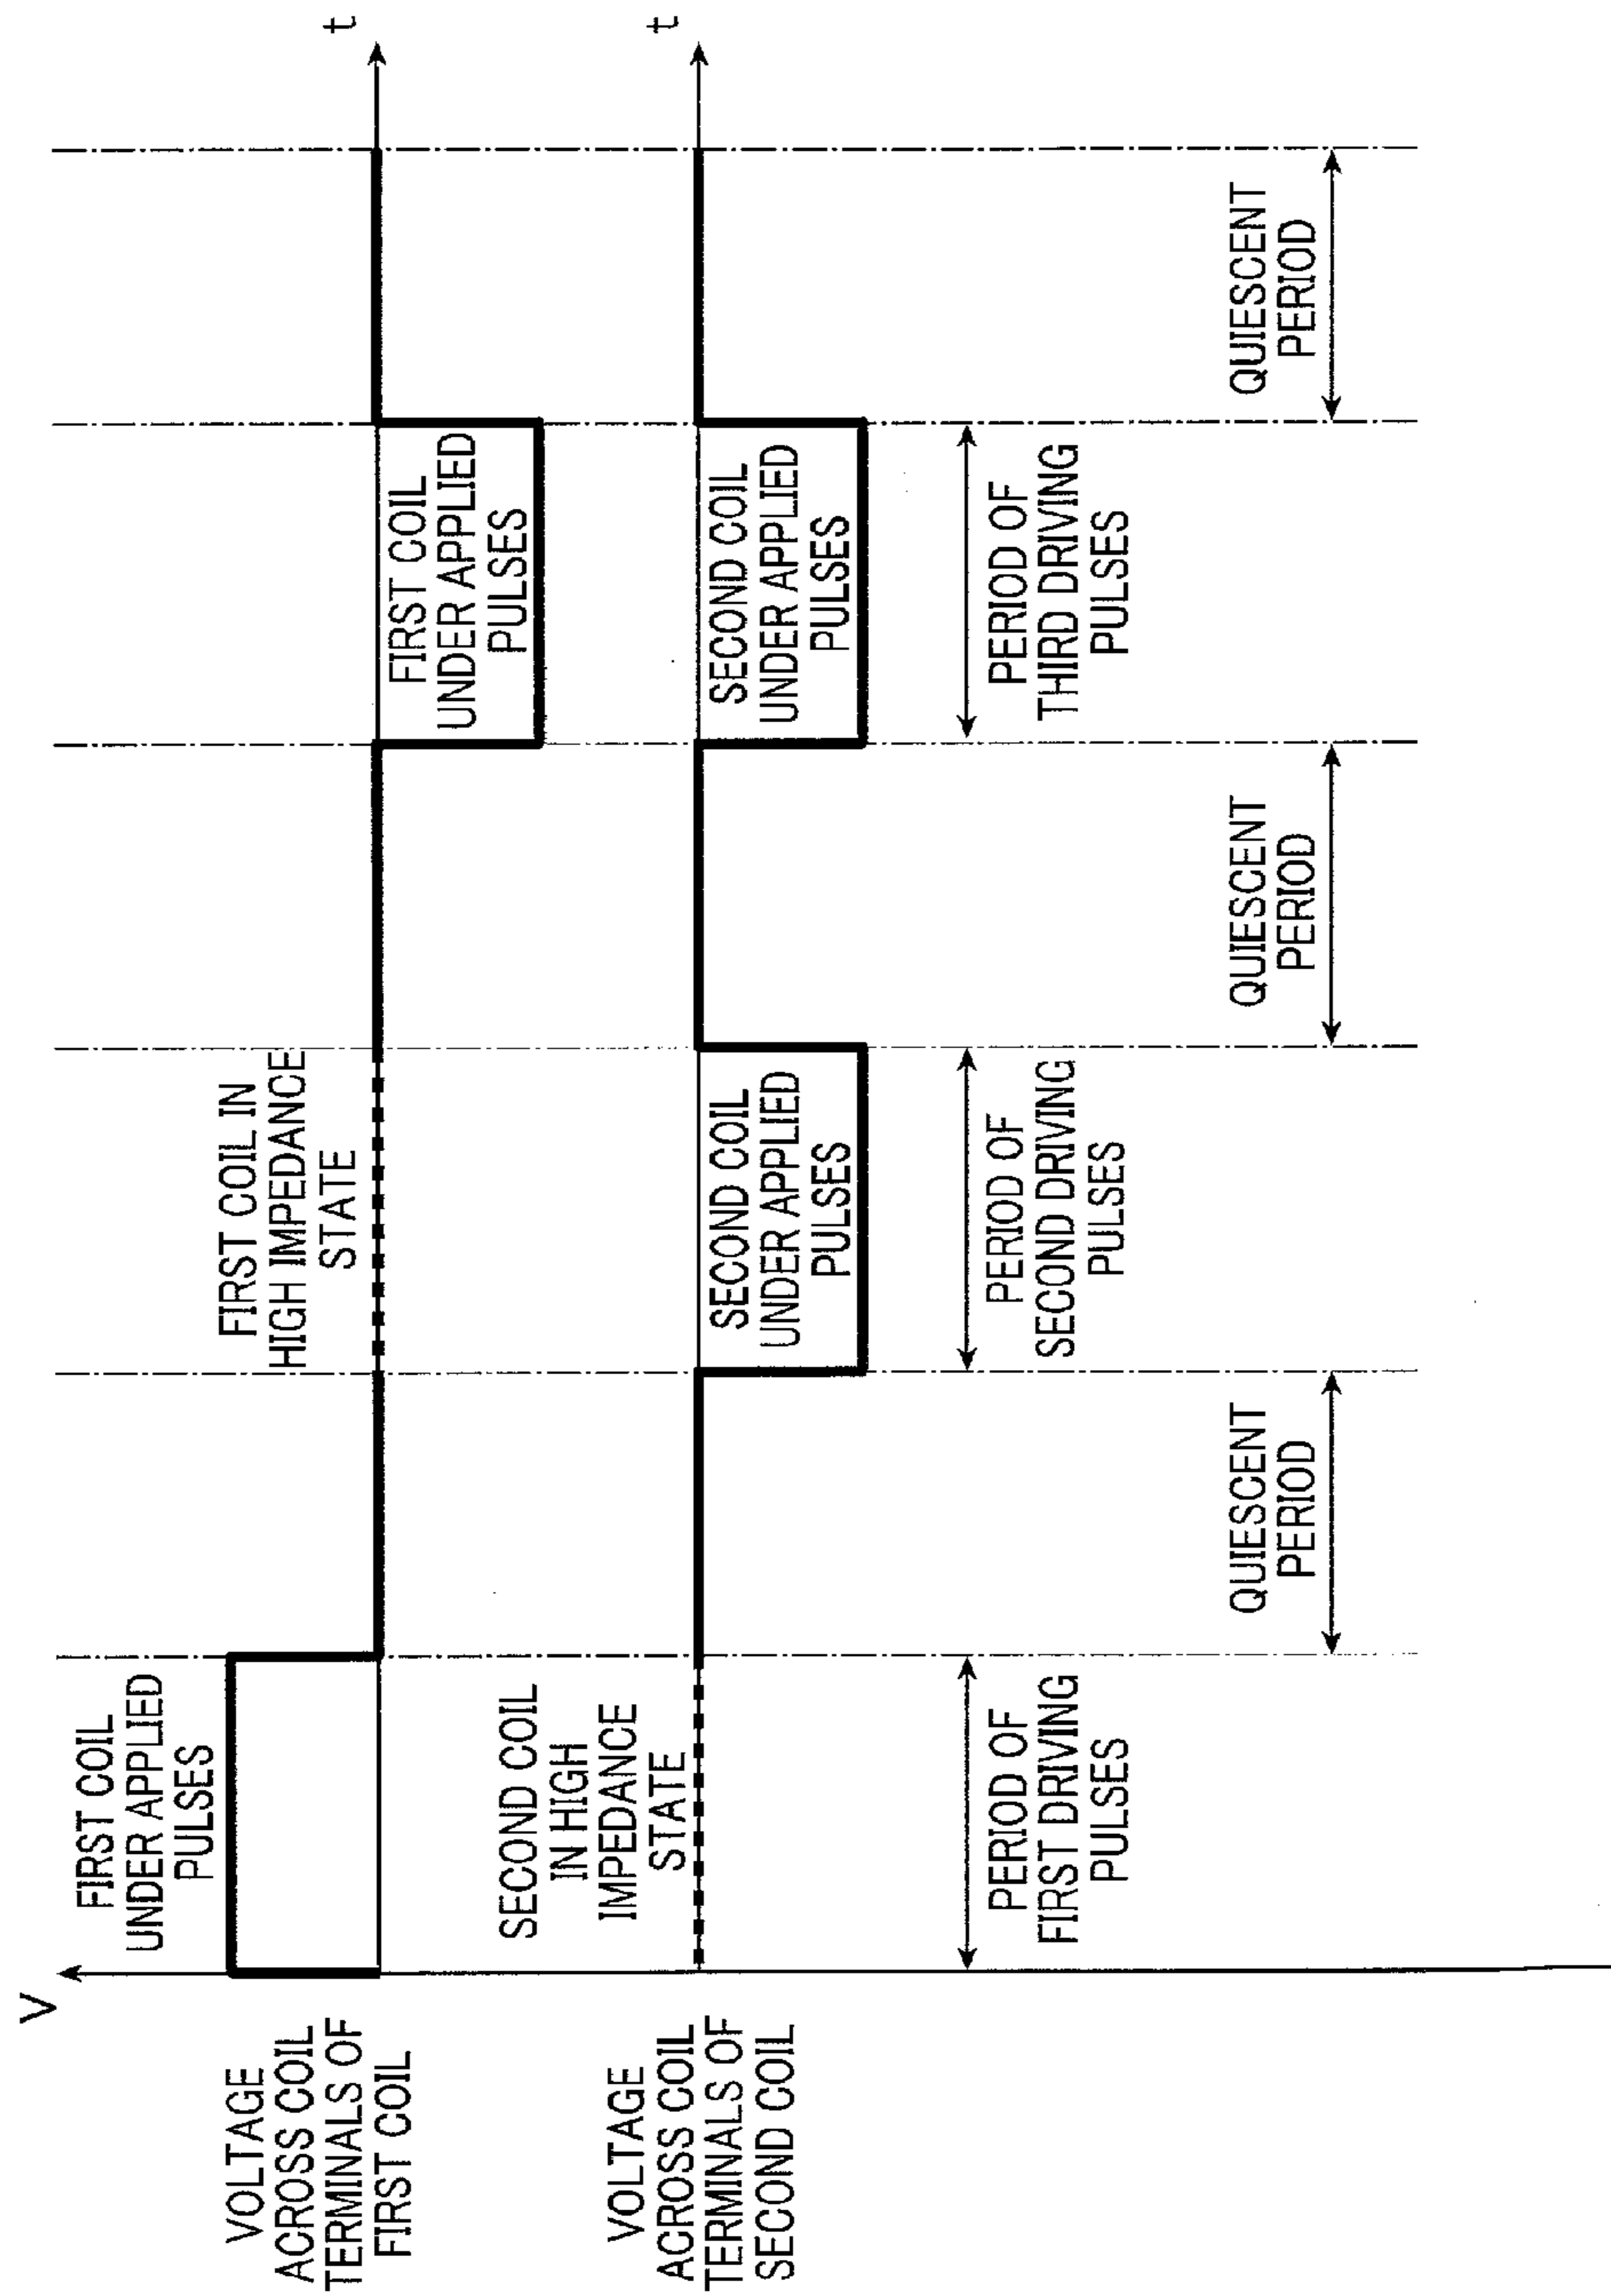 V
VOLTAGE
ACROSS COIL
TERMINALS OF
FIRST COIL
FIRST COIL
UNDER APPLIED
PULSES
FIRST COIL IN
HIGH IMPEDANCE
STATE
FIRST COIL
UNDER APPLIED
PULSES
t
VOLTAGE
ACROSS COIL
TERMINALS OF
SECOND COIL
SECOND COIL
IN HIGH
IMPEDANCE
STATE
SECOND COIL
UNDER APPLIED
PULSES
SECOND COIL
UNDER APPLIED
PULSES
t
PERIOD OF
FIRST DRIVING
PULSES
PERIOD OF
SECOND DRIVING
PULSES
PERIOD OF
THIRD DRIVING
PULSES
QUIESCENT
PERIOD
QUIESCENT
PERIOD
QUIESCENT
PERIOD